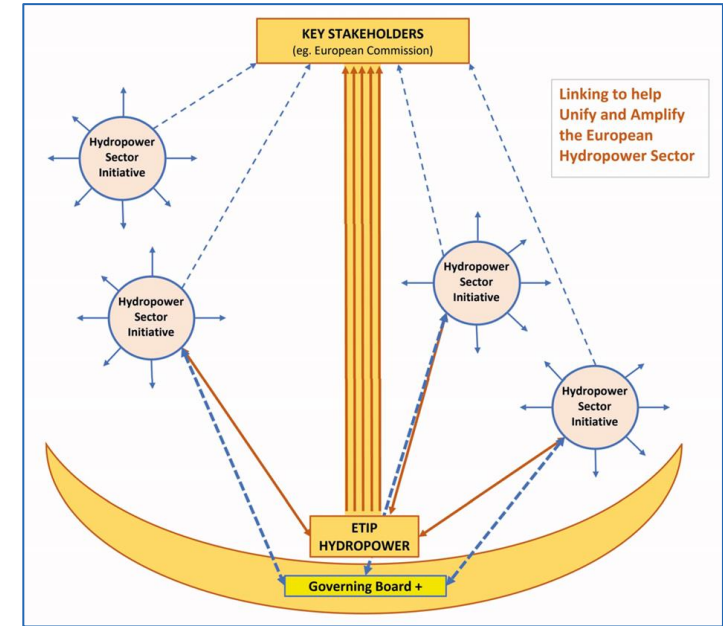 KEY STAKEHOLDERS
(eg. European Commission)
Linking to help
Unify and Amplify
the European
Hydropower Sector
Hydropower
Sector
Initiative
Hydropower
Sector
Initiative
Hydropower
Sector
Initiative
Hydropower
Sector
Initiative
ETIP
HYDROPOWER
Governing Board +